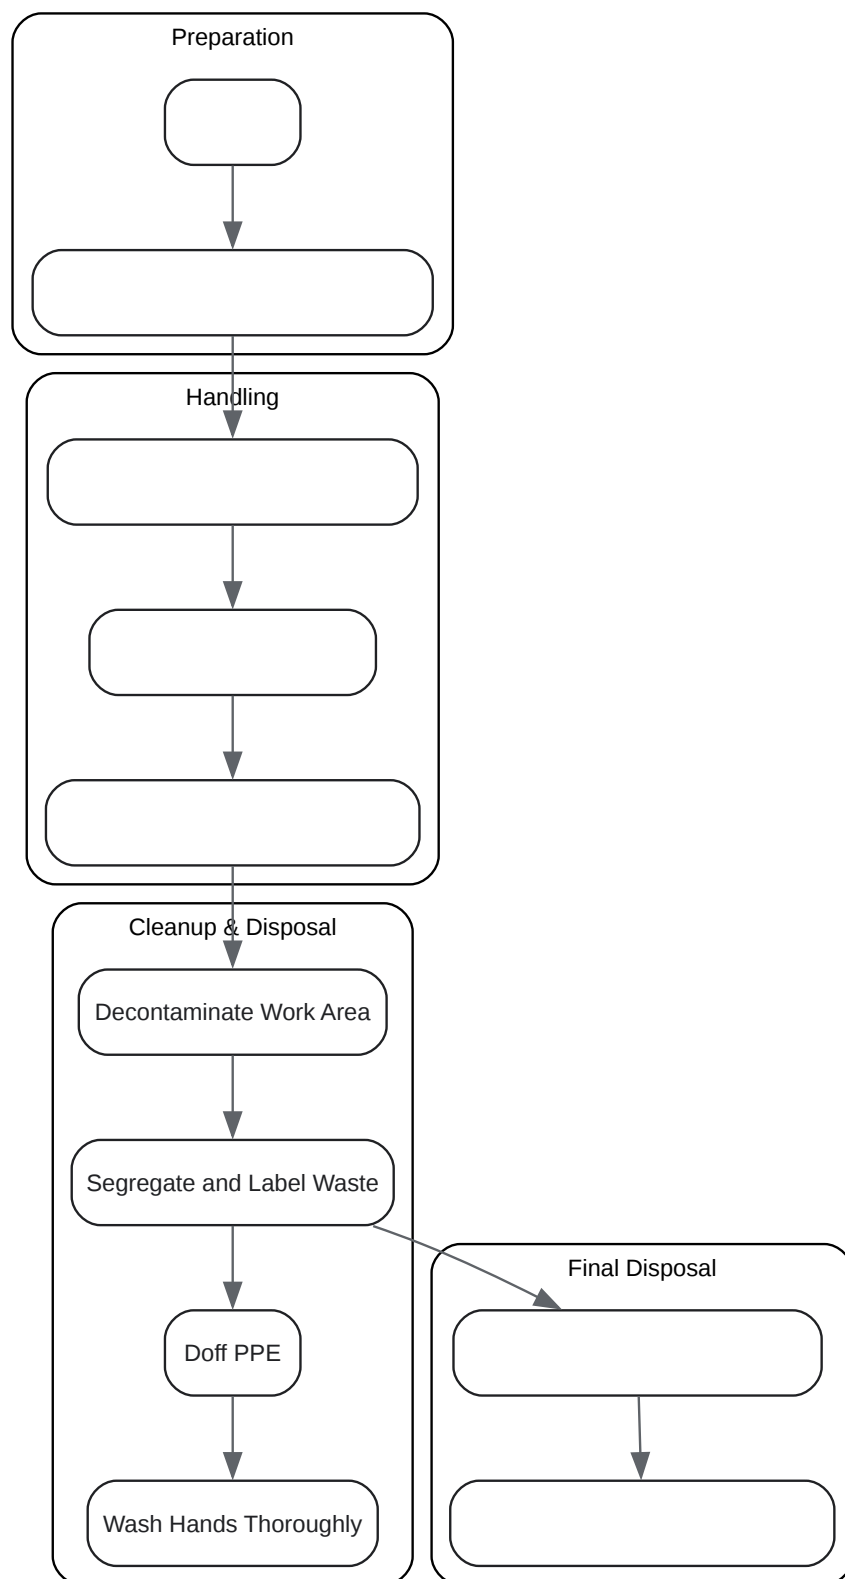 Preparation
Handling
Cleanup & Disposal
Decontaminate Work Area
Segregate and Label Waste
Final Disposal
Doff PPE
Wash Hands Thoroughly